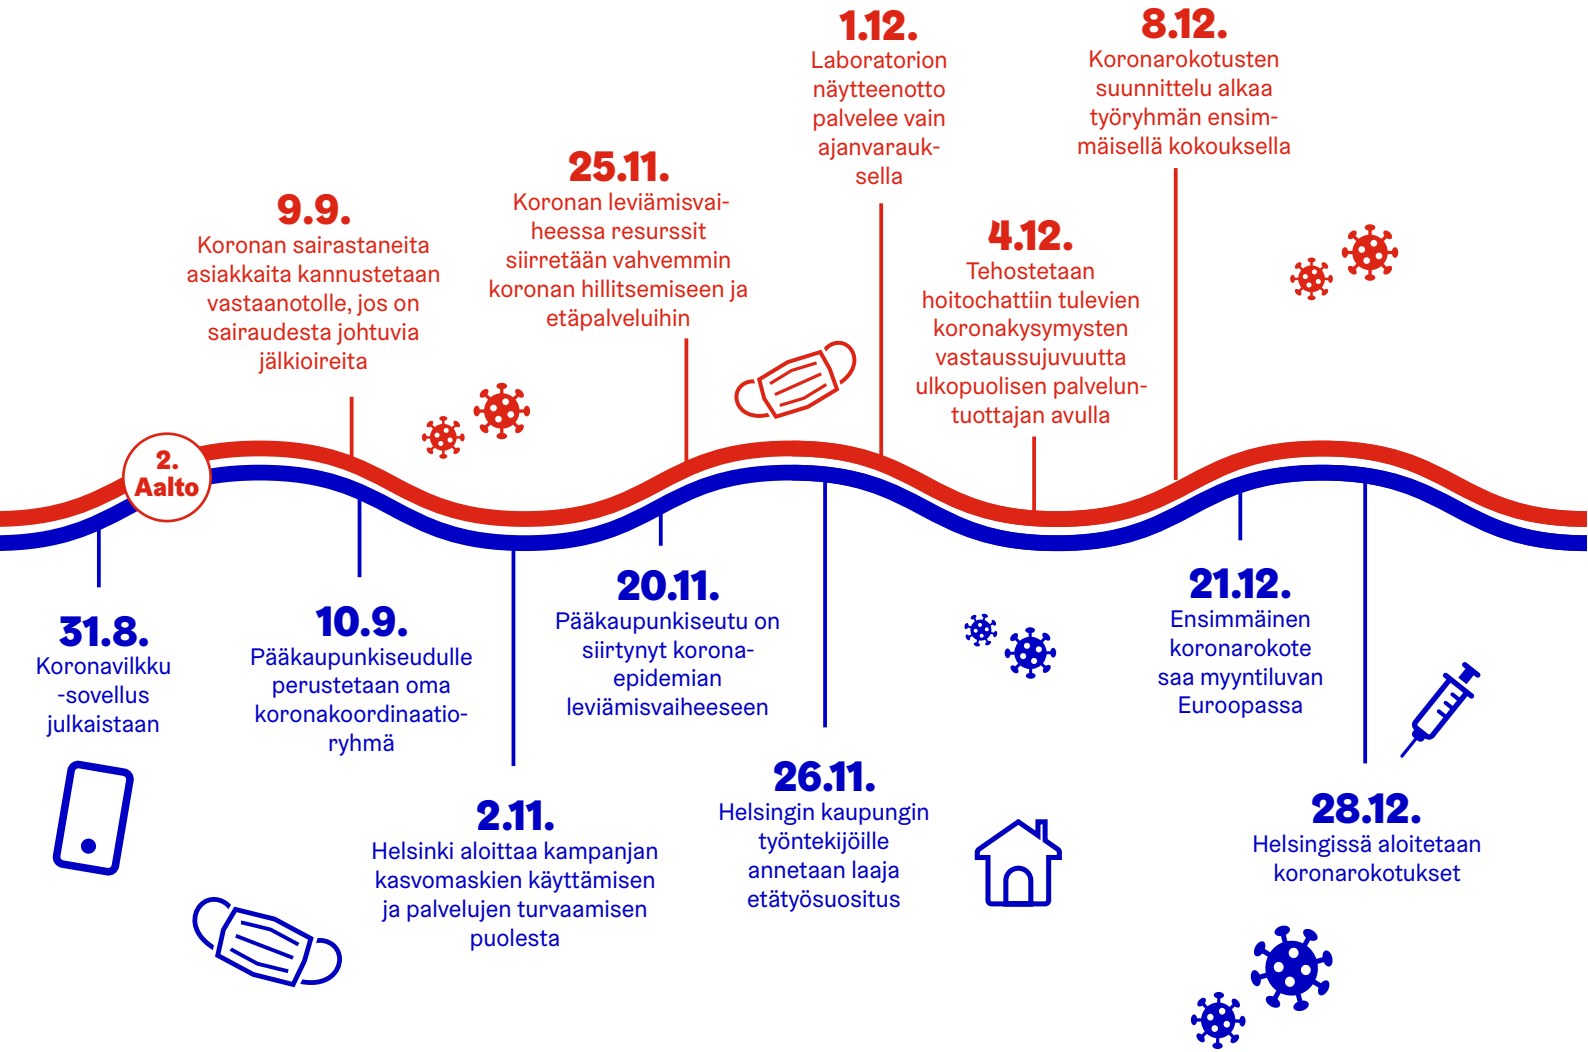 1.12.
Laboratorion
näytteenotto
palvelee vain
ajanvarauk-
sella
8.12.
Koronarokotusten
suunnittelu alkaa
työryhmän ensim-
mäisellä kokouksella
9.9.
Koronan sairastaneita
asiakkaita kannustetaan
vastaanotolle, jos on
sairaudesta johtuvia
jälkioireita
25.11.
Koronan leviämisvai-
heessa resurssit
siirretään vahvemmin
koronan hillitsemiseen ja
etäpalveluihin
4.12.
Tehostetaan
hoitochattiin tulevien
koronakysymysten
vastaussujuvuutta
ulkopuolisen palvelun-
tuottajan avulla
2.
Aalto
31.8.
Koronavilkku
-sovellus
julkaistaan
10.9.
Pääkaupunkiseudulle
perustetaan oma
koronakoordinaatio-
ryhmä
2.11.
Helsinki aloittaa kampanjan
kasvomaskien käyttämisen
ja palvelujen turvaamisen
puolesta
20.11.
Pääkaupunkiseutu on
siirtynyt korona-
epidemian
leviämisvaiheeseen
26.11.
Helsingin kaupungin
työntekijöille
annetaan laaja
etätyösuositus
21.12.
Ensimmäinen
koronarokote
saa myyntiluvan
Euroopassa
28.12.
Helsingissä aloitetaan
koronarokotukset